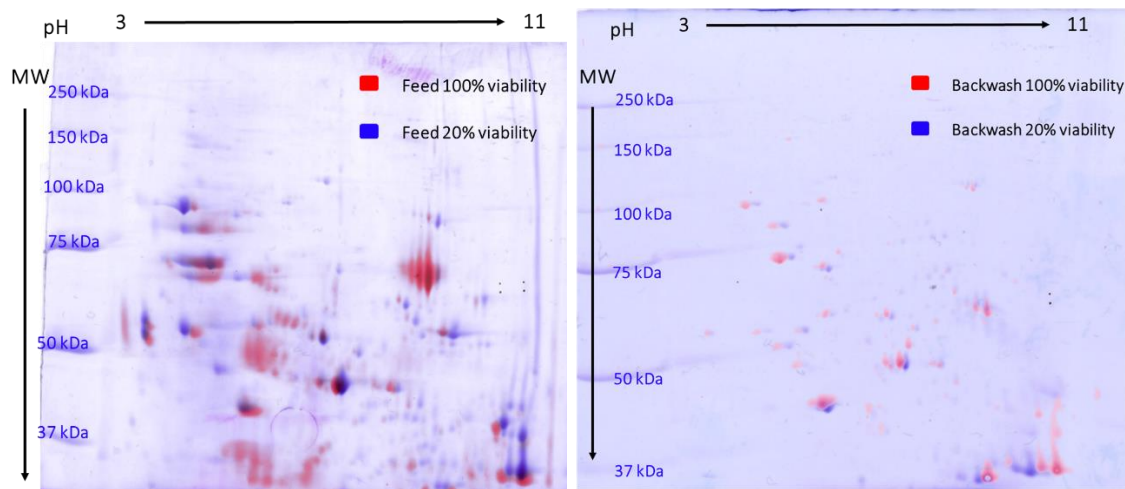 pH 3 11
MW
250 kDa
150 kDa
100 kDa
75 kDa
50 kDa
37 kDa
Feed 100% viability
Feed 20% viability
pH 3 11
MW
250 kDa
150 kDa
100 kDa
75 kDa
50 kDa
37 kDa
Backwash 100% viability
Backwash 20% viability